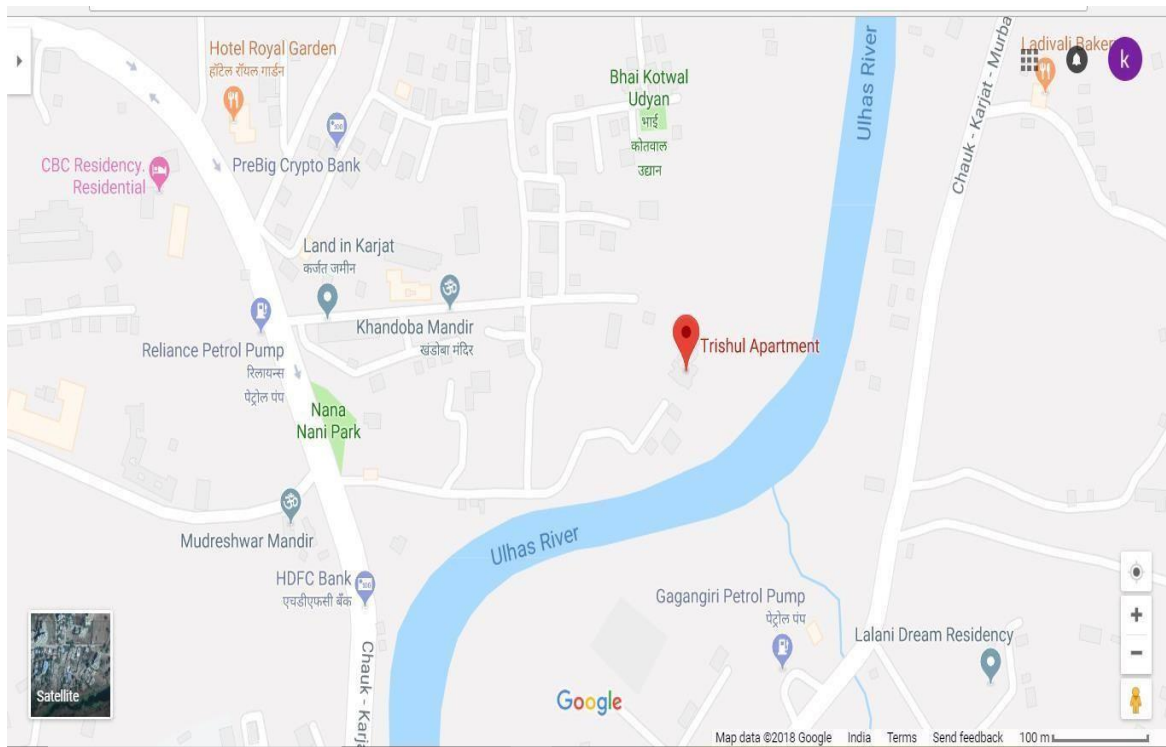 Hotel Royal Garden
हॉटेल रॉयल गार्डन
PreBig Crypto Bank
CBC Residency.
Residential
Bhai Kotwal
Udyan
भाई
कोतवाल
उद्यान
Ulhas River
Chauk - Karjat - Murba
Ladivali Baker
k
Land in Karjat
कर्जत जमीन
Khandoba Mandir
खंडोबा मंदिर
Reliance Petrol Pump
रिलायन्स
पेट्रोल पंप
Trishul Apartment
Nana
Nani Park
Mudreshwar Mandir
Ulhas River
HDFC Bank
एचडीएफसी बँक
Chauk - Karja
Gagangiri Petrol Pump
पेट्रोल पंप
Lalani Dream Residency
Satellite
Google
Map data ©2018 Google India Terms Send feedback 100 m